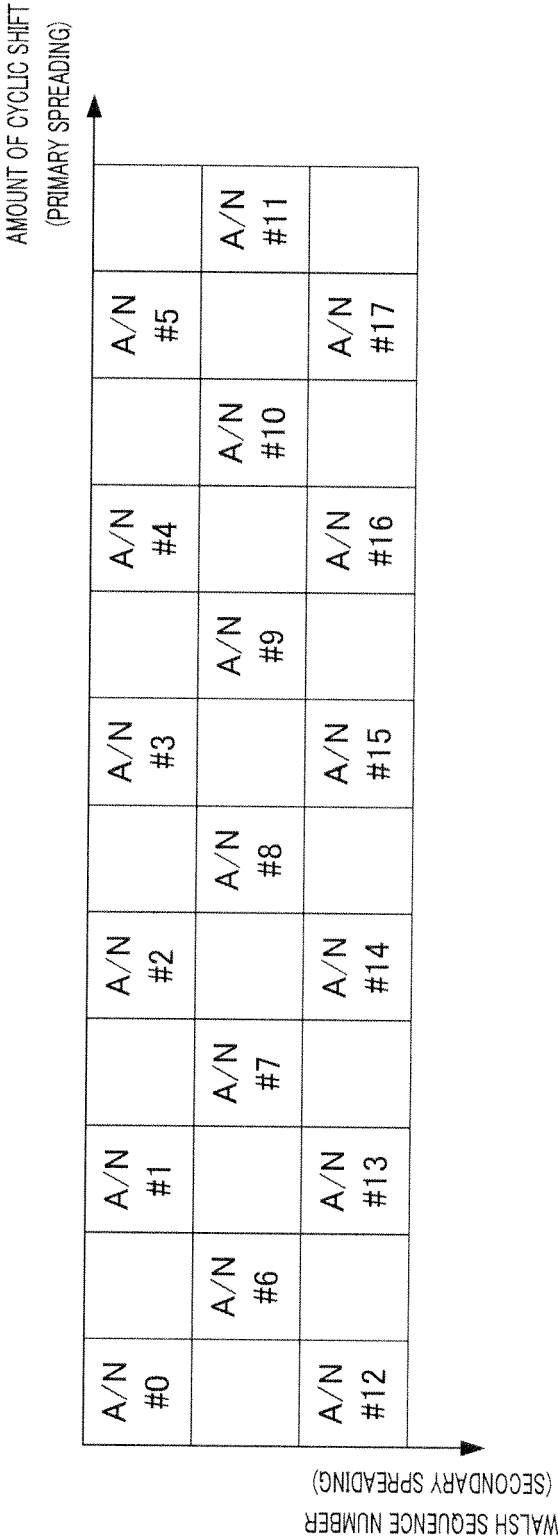 AMOUNT OF CYCLIC SHIFT
(PRIMARY SPREADING)
A/N
#0
A/N
#1
A/N
#2
A/N
#3
A/N
#4
A/N
#5
A/N
#6
A/N
#7
A/N
#8
A/N
#9
A/N
#10
A/N
#11
A/N
#12
A/N
#13
A/N
#14
A/N
#15
A/N
#16
A/N
#17
WALSH SEQUENCE NUMBER
(SECONDARY SPREADING)